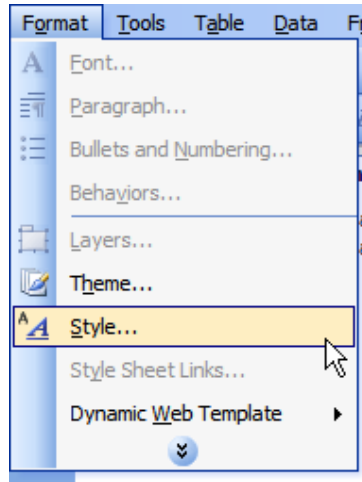 Format Tools Table Data
Font...
Paragraph...
Bullets and Numbering...
Behaviors...
Layers...
Theme...
Style...
Style Sheet Links...
Dynamic Web Template